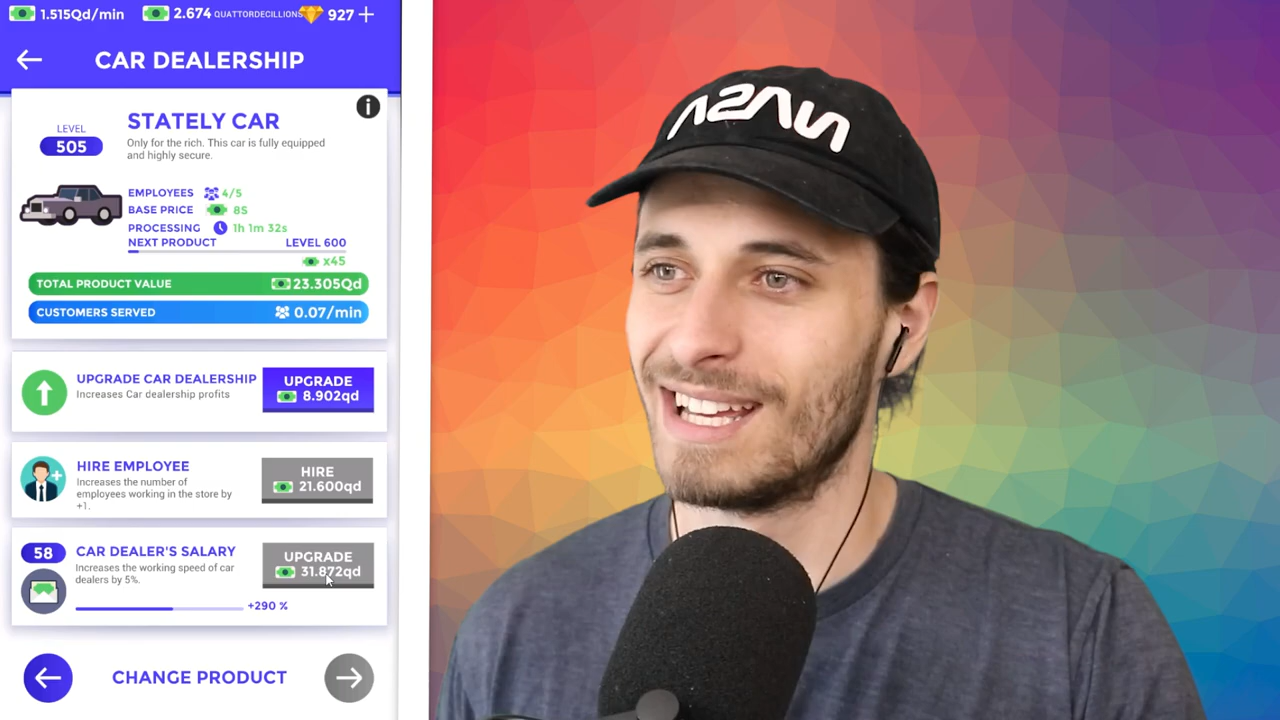 1.515Qd/min 2.674 QUATTORDECILLIONS 927 +
CAR DEALERSHIP
i
LEVEL
505
STATELY CAR
Only for the rich. This car is fully equipped
and highly secure.
EMPLOYEES 4/5
BASE PRICE 8S
PROCESSING 1h 1m 32s
NEXT PRODUCT LEVEL 600
x45
TOTAL PRODUCT VALUE 23.305Qd
CUSTOMERS SERVED 0.07/min
UPGRADE CAR DEALERSHIP
Increases Car dealership profits
UPGRADE
8.902qd
HIRE EMPLOYEE
Increases the number of
employees working in the store by
+1.
HIRE
21.600qd
58
CAR DEALER'S SALARY
Increases the working speed of car
dealers by 5%.
UPGRADE
31.872qd
+290 %
CHANGE PRODUCT
NASA